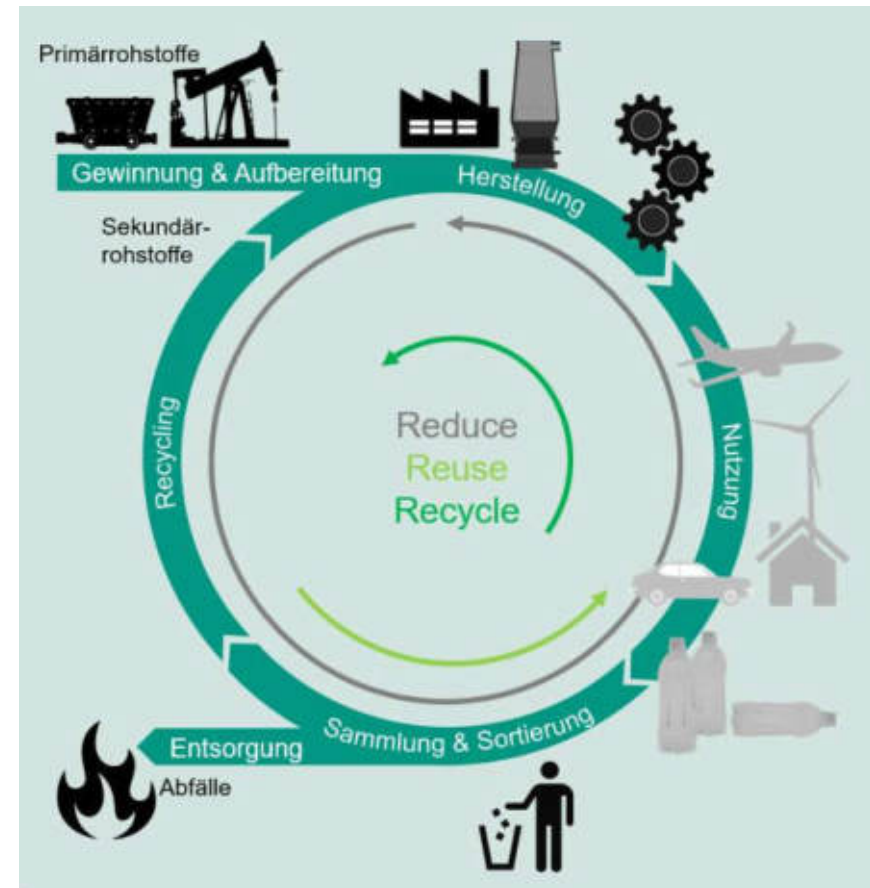 Primärrohstoffe
Gewinnung & Aufbereitung
Herstellung
Sekundär-
rohstoffe
Nutzung
Recycling
Reduce
Reuse
Recycle
Sammlung & Sortierung
Entsorgung
Abfälle